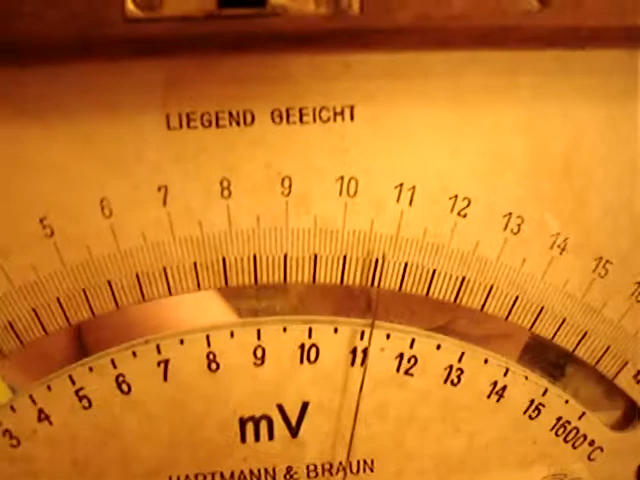 LIEGEND GEEICHT
5 6 7 8 9 10 11 12 13 14 15
3 4 5 6 7 8 9 10 11 12 13 14 15 1600°C
mV
HARTMANN & BRAUN